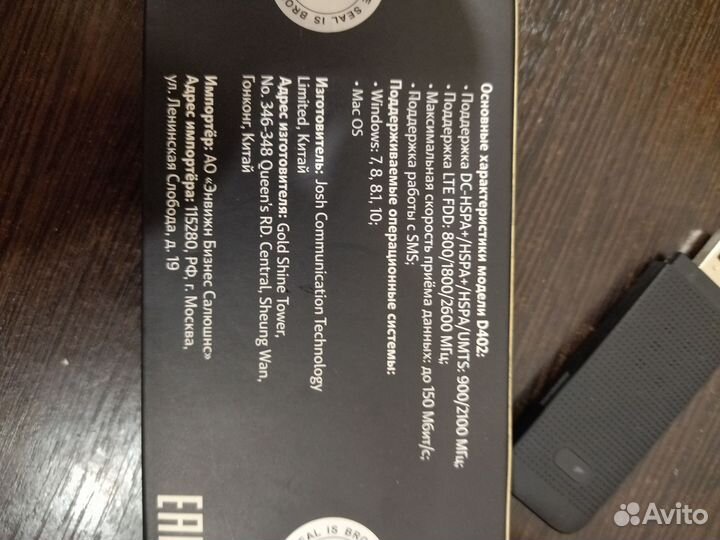 Основные характеристики модели D402:
• Поддержка DC-HSPA+/HSPA+/HSPA/UMTS: 900/2100 МГц;
• Поддержка LTE FDD: 800/1800/2600 МГц;
• Максимальная скорость приёма данных: до 150 Мбит/с;
• Поддержка работы с SMS;
Поддерживаемые операционные системы:
• Windows: 7, 8, 8.1, 10;
• Mac OS
Изготовитель: Josh Communication Technology
Limited, Китай
Адрес изготовителя: Gold Shine Tower,
No. 346-348 Queen's RD. Central, Sheung Wan,
Гонконг, Китай
Импортёр: АО «Энвижн Бизнес Салюшнс»
Адрес импортёра: 115280, РФ, г. Москва,
ул. Ленинская Слобода, д. 19
SEAL IS BRO
SEAL IS BRO
EAC
Avito